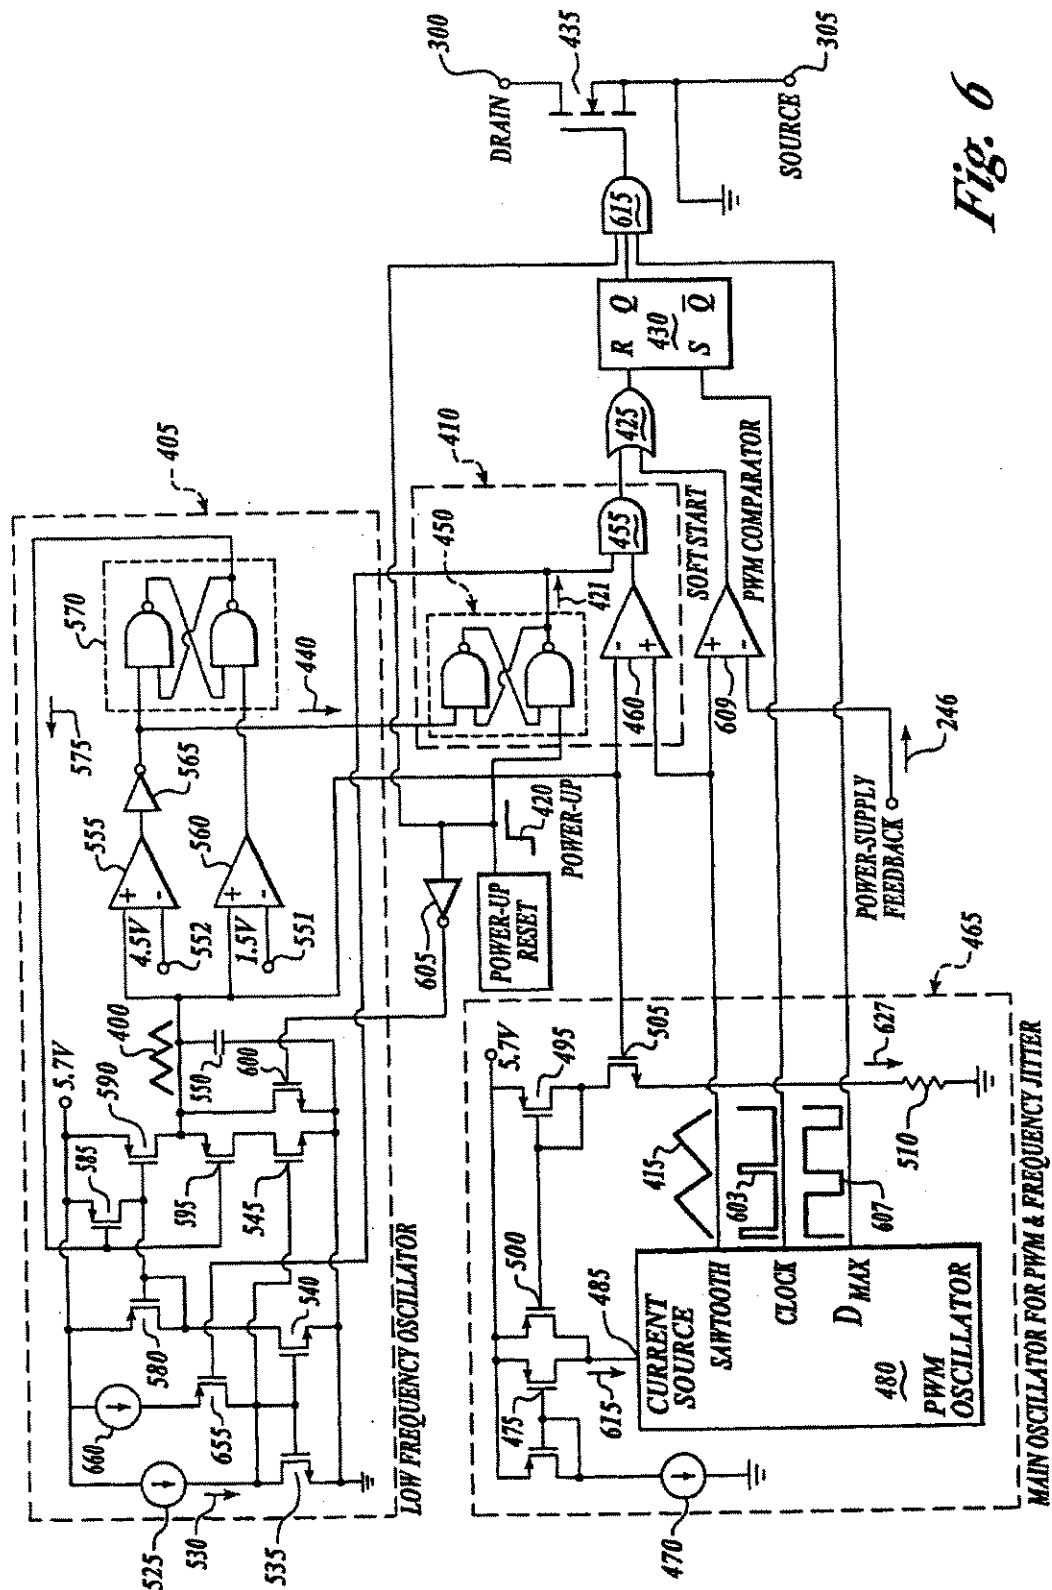 405
570
575
440
555
565
560
4.5V
552
1.5V
551
5.7V
400
590
585
595
545
550
600
580
540
660
655
525
530
535
LOW FREQUENCY OSCILLATOR
410
450
455
421
460
SOFT START
605
POWER-UP
RESET
420
POWER-UP
425
R Q
430
S Q̅
615
DRAIN
300
435
SOURCE
305
609
PWM COMPARATOR
POWER-SUPPLY
FEEDBACK
246
465
5.7V
495
505
627
510
500
475
485
615
470
415
603
607
CURRENT
SOURCE
SAWTOOTH
CLOCK
D MAX
480
PWM
OSCILLATOR
MAIN OSCILLATOR FOR PWM & FREQUENCY JITTER
+
-
+
-
-
+
+
-
Fig. 6